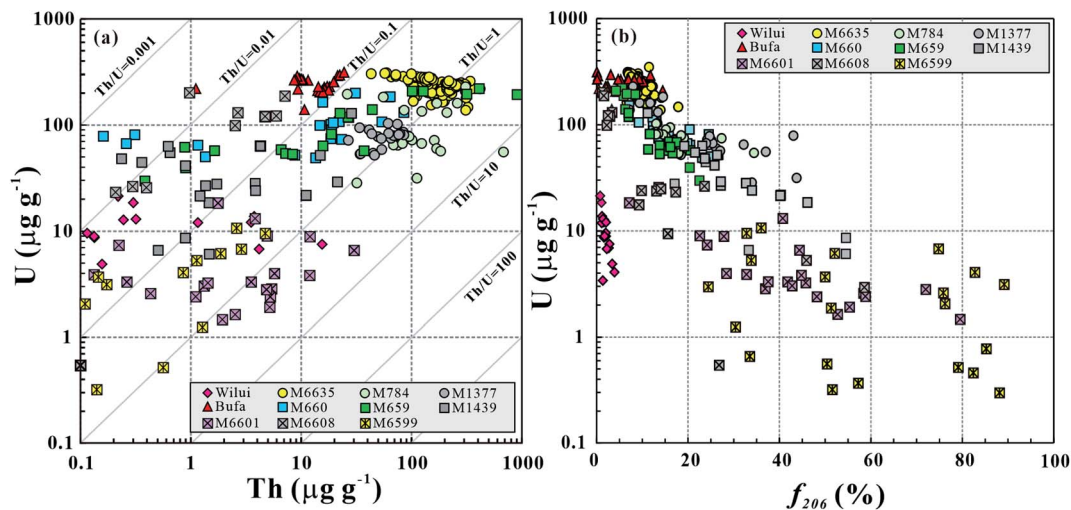 (a)
Th/U=0.001
Th/U=0.01
Th/U=0.1
Th/U=1
Th/U=10
Th/U=100
1000
100
10
1
0.1
U (μg g⁻¹)
0.1 1 10 100 1000
Th (μg g⁻¹)
Wilui M6635 M784 M1377
Bufa M660 M659 M1439
M6601 M6608 M6599
(b)
Wilui M6635 M784 M1377
Bufa M660 M659 M1439
M6601 M6608 M6599
1000
100
10
1
0.1
U (μg g⁻¹)
0 20 40 60 80 100
f206 (%)